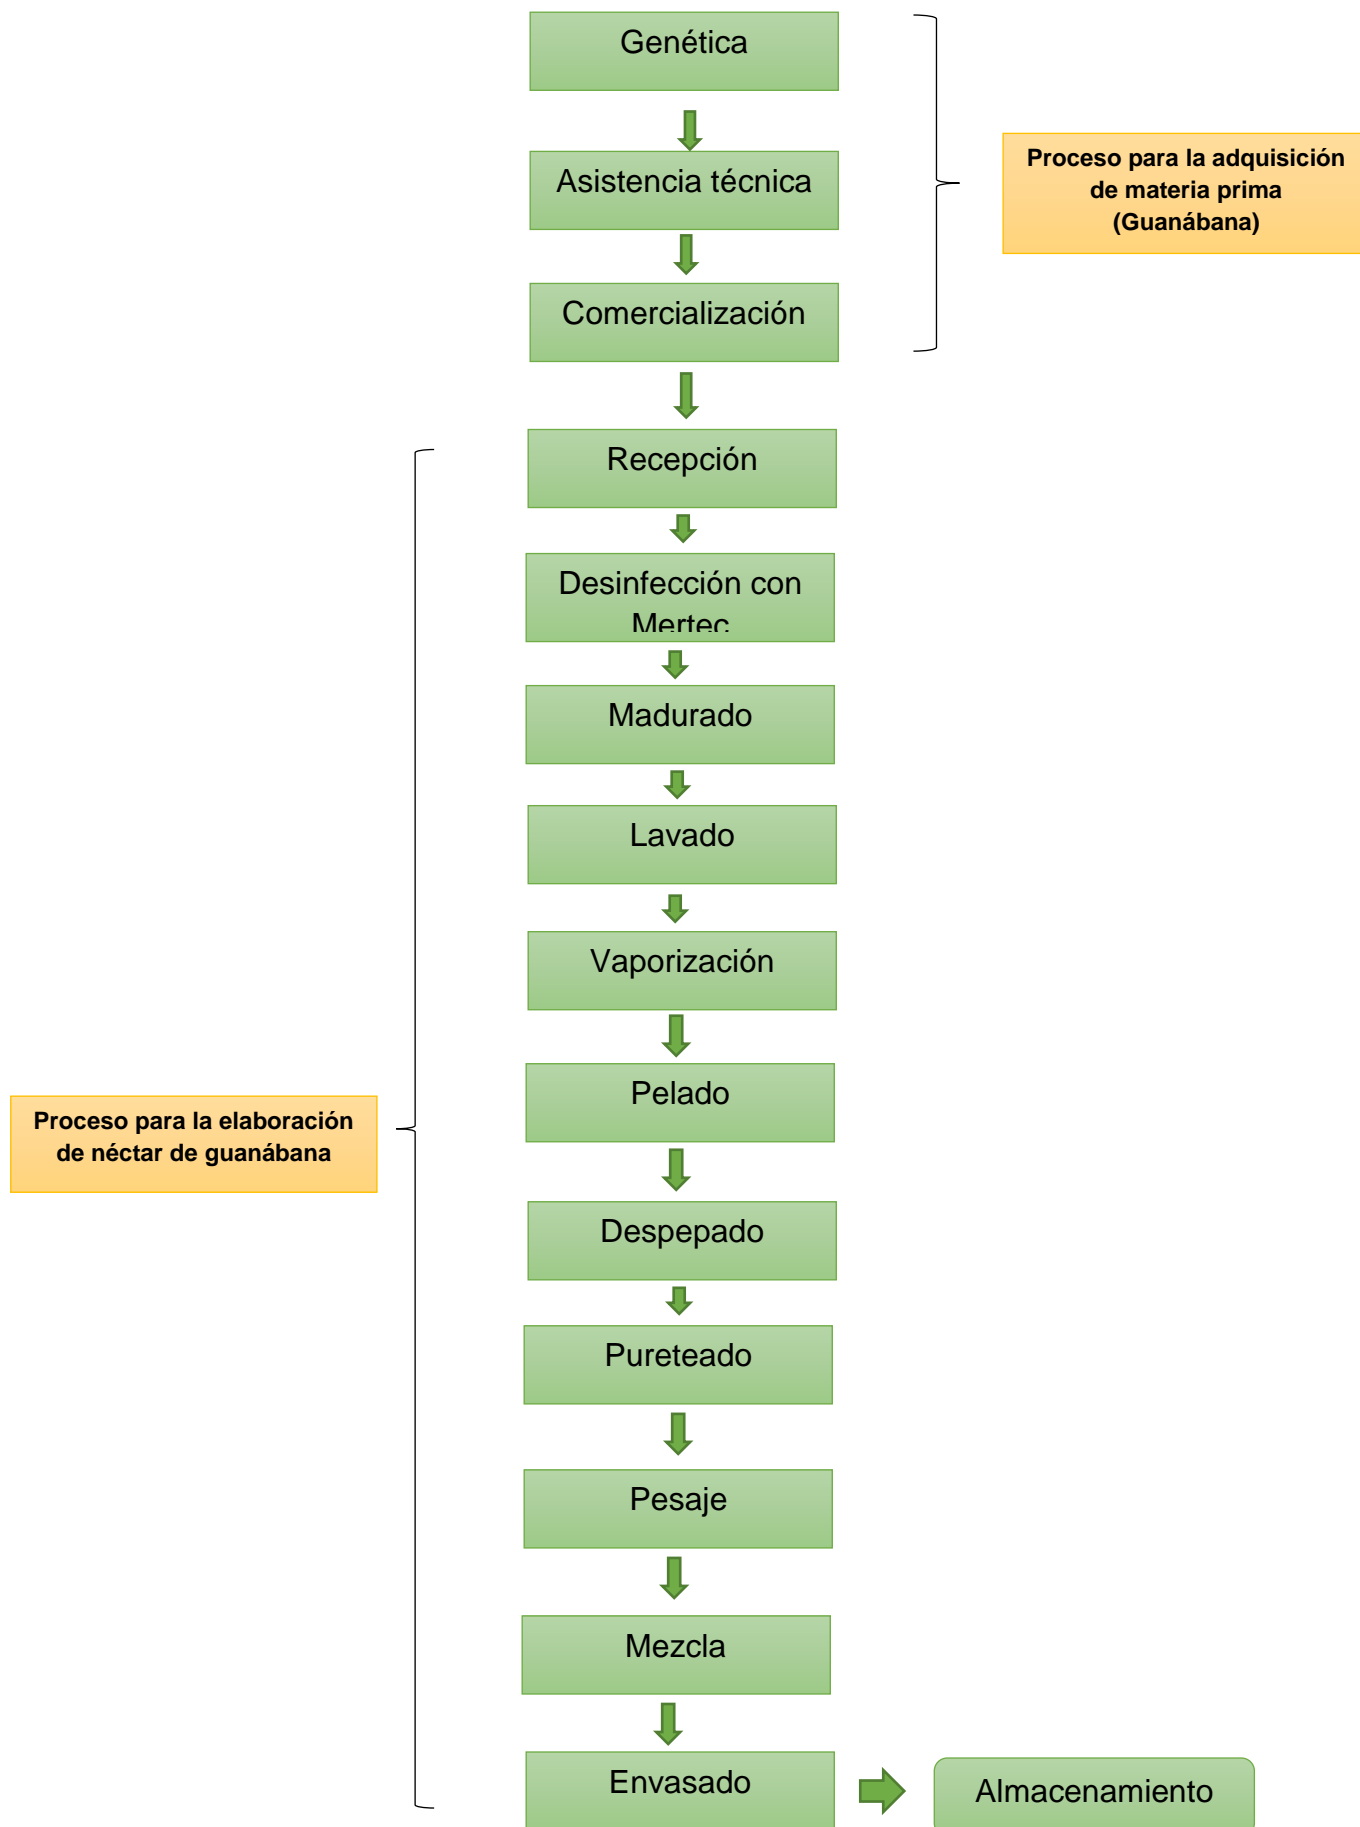 Genética
Asistencia técnica
Comercialización
Proceso para la adquisición
de materia prima
(Guanábana)
Recepción
Desinfección con
Mertec
Madurado
Lavado
Vaporización
Pelado
Proceso para la elaboración
de néctar de guanábana
Despepado
Pureteado
Pesaje
Mezcla
Envasado
Almacenamiento